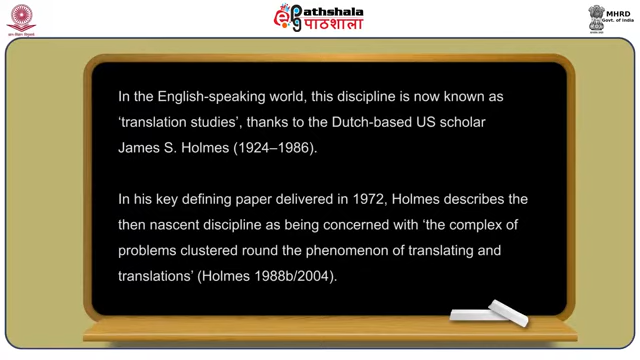 Pathshala
पाठशाला
MHRD
Govt. of India
In the English-speaking world, this discipline is now known as
‘translation studies’, thanks to the Dutch-based US scholar
James S. Holmes (1924–1986).
In his key defining paper delivered in 1972, Holmes describes the
then nascent discipline as being concerned with ‘the complex of
problems clustered round the phenomenon of translating and
translations’ (Holmes 1988b/2004).